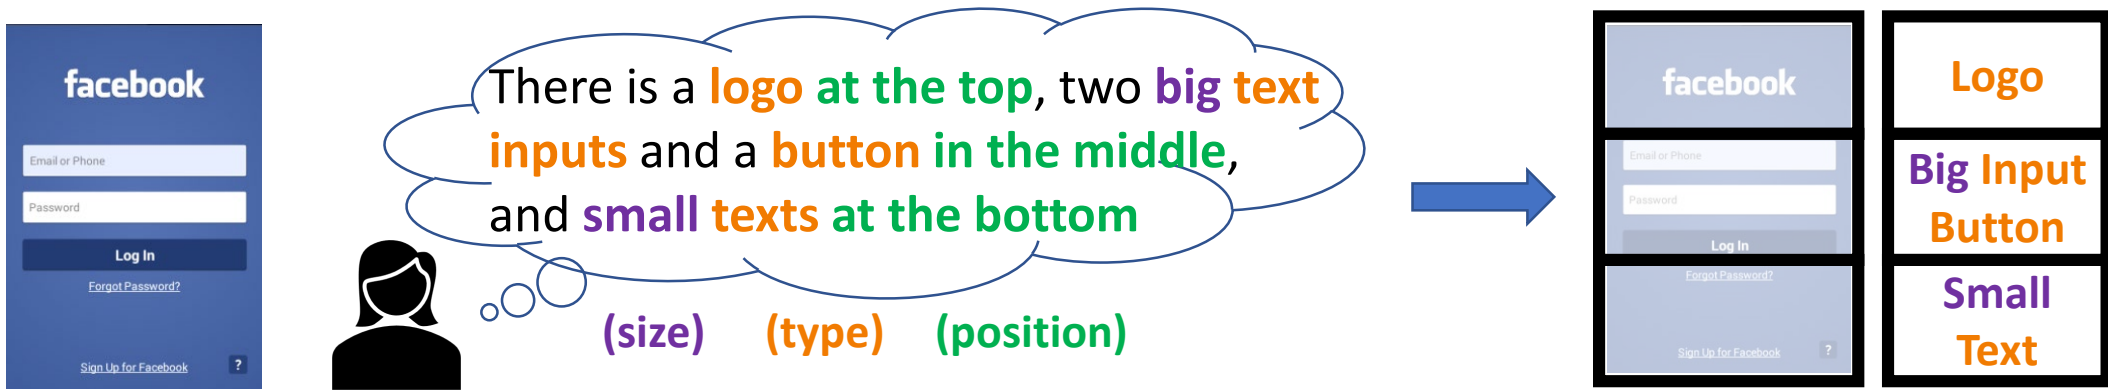 facebook
Email or Phone
Password
Log In
Forgot Password?
Sign Up for Facebook
?
There is a logo at the top, two big text
inputs and a button in the middle,
and small texts at the bottom
(size) (type) (position)
facebook
Email or Phone
Password
Log In
Forgot Password?
Sign Up for Facebook
?
Logo
Big Input
Button
Small
Text